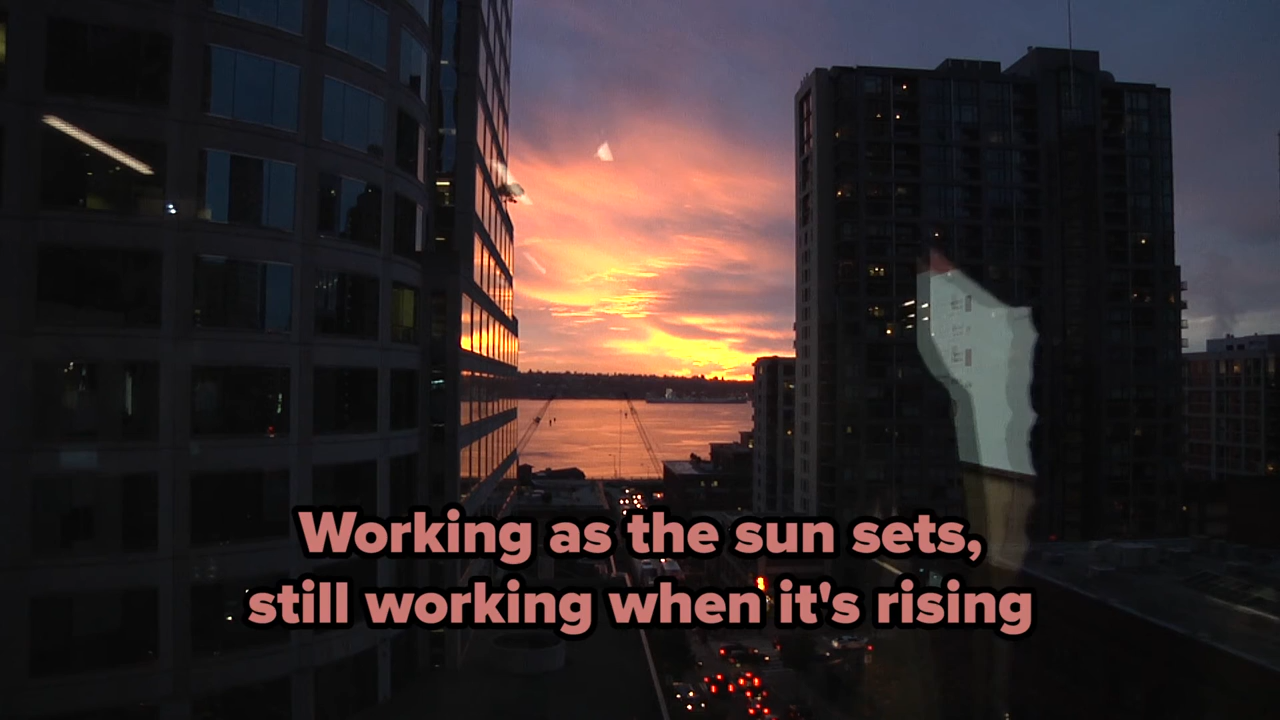 Working as the sun sets,
still working when it's rising